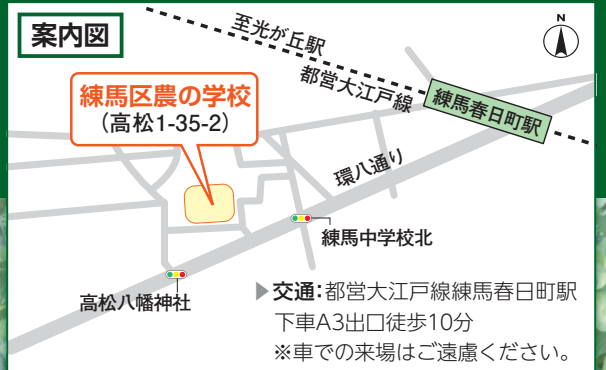 案内図
N
至光が丘駅
都営大江戸線
練馬春日町駅
練馬区農の学校
(高松1-35-2)
環八通り
練馬中学校北
高松八幡神社
▶交通:都営大江戸線練馬春日町駅
下車A3出口徒歩10分
※車での来場はご遠慮ください。